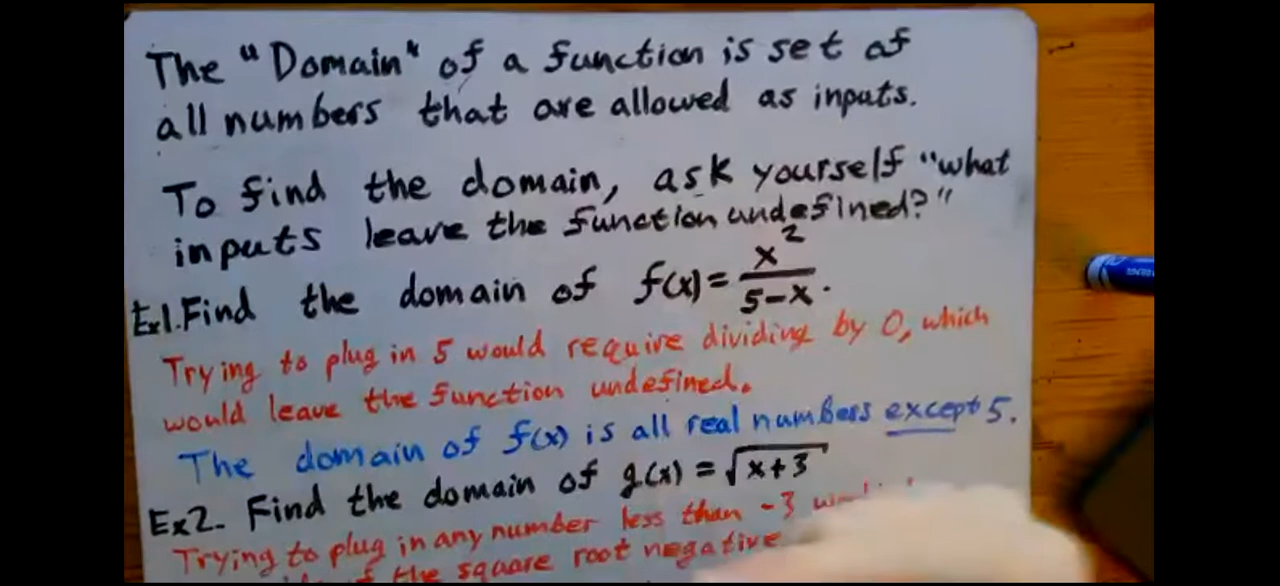 The "Domain" of a function is set of
all numbers that are allowed as inputs.
To find the domain, ask yourself "what
inputs leave the function undefined?"
Ex1. Find the domain of f(x) = x²/(5-x).
Trying to plug in 5 would require dividing by 0, which
would leave the function undefined.
The domain of f(x) is all real numbers except 5.
Ex2. Find the domain of g(x) = √(x+3)
Trying to plug in any number less than -3
the square root negative